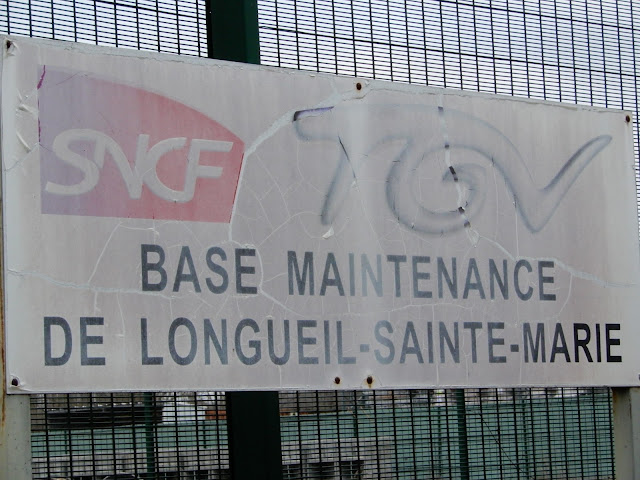 SNCF TGV
BASE MAINTENANCE
DE LONGUEIL-SAINTE-MARIE